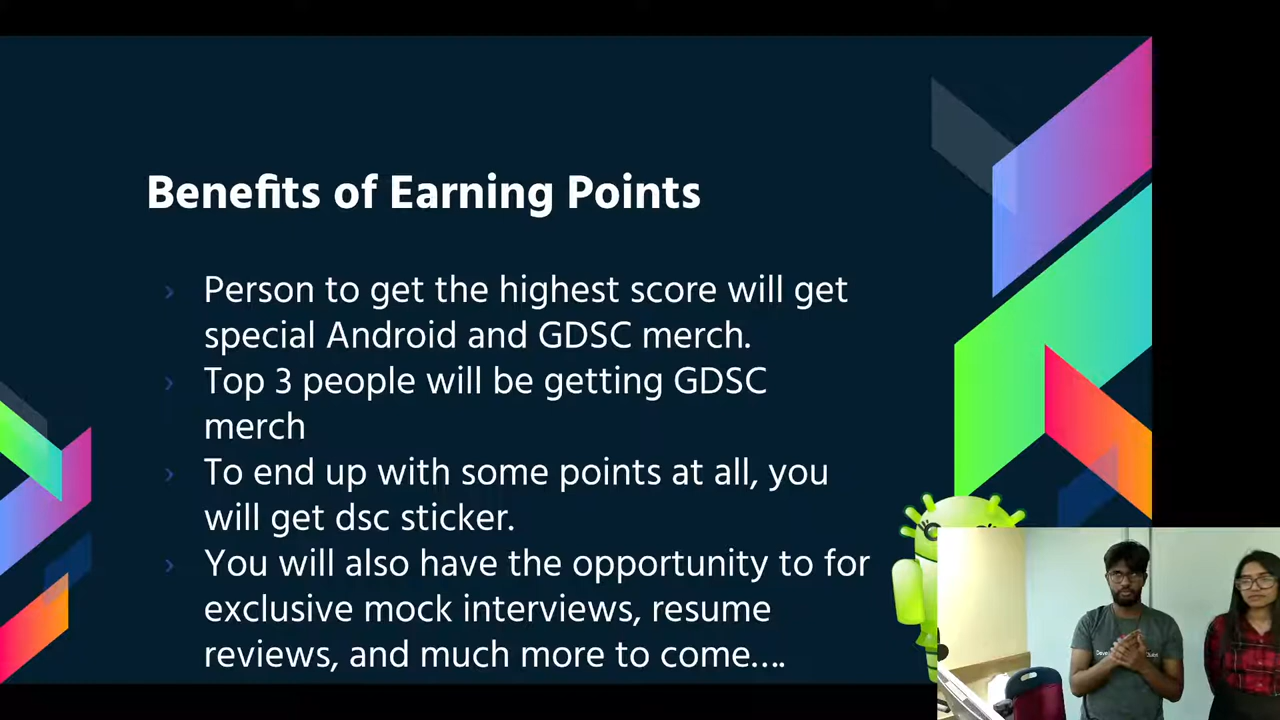 Benefits of Earning Points
› Person to get the highest score will get
special Android and GDSC merch.
› Top 3 people will be getting GDSC
merch
› To end up with some points at all, you
will get dsc sticker.
› You will also have the opportunity to for
exclusive mock interviews, resume
reviews, and much more to come....